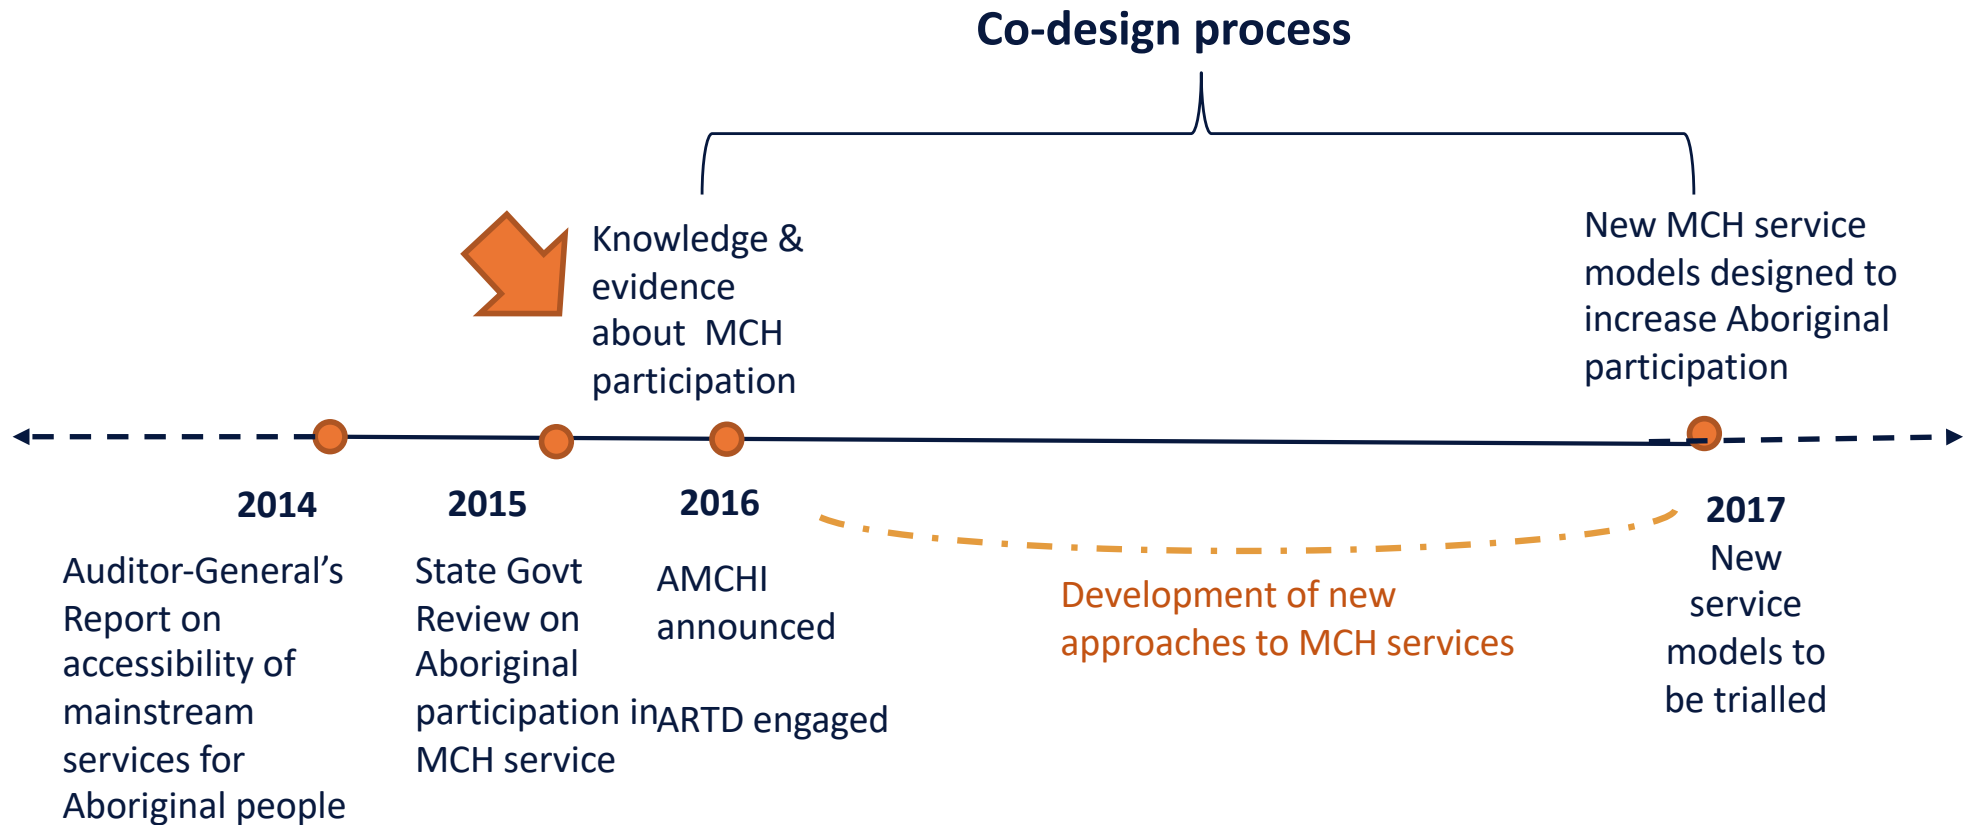 Co-design process
Knowledge &
evidence
about MCH
participation
New MCH service
models designed to
increase Aboriginal
participation
2014
Auditor-General’s
Report on
accessibility of
mainstream
services for
Aboriginal people
2015
State Govt
Review on
Aboriginal
participation in
MCH service
2016
AMCHI
announced
ARTD engaged
Development of new
approaches to MCH services
2017
New
service
models to
be trialled